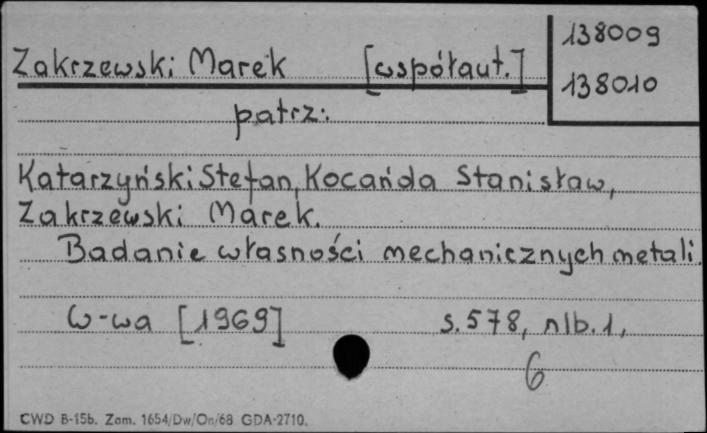 138009
Zakrzewski Marek [współaut.]
138010
patrz:
Katarzyński Stefan, Kocańda Stanisław,
Zakrzewski Marek.
Badanie własności mechanicznych metali.
W-wa [1969] s. 578, nlb. 1,
6
CWD B-15b. Zam. 1654/Dw/On/68 GDA-2710.